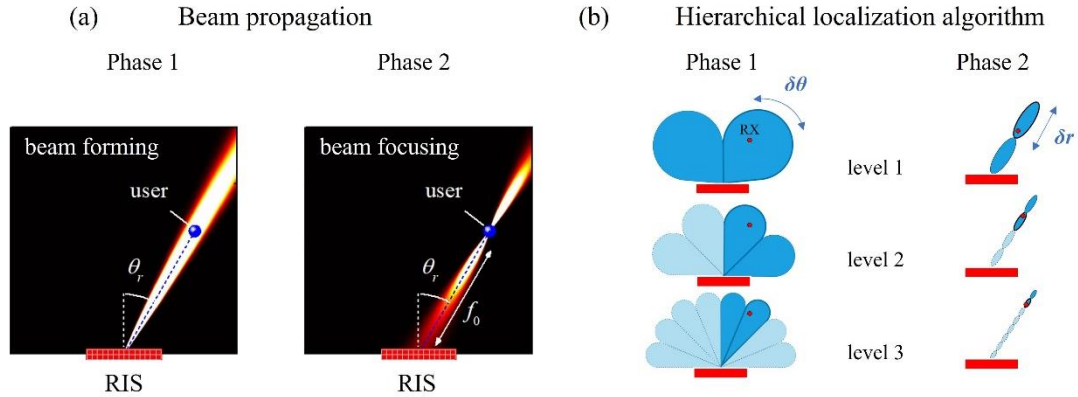 (a) Beam propagation
Phase 1
Phase 2
beam forming
user
θr
RIS
beam focusing
user
θr
f0
RIS
(b) Hierarchical localization algorithm
Phase 1
Phase 2
δθ
RX
level 1
δr
level 2
level 3